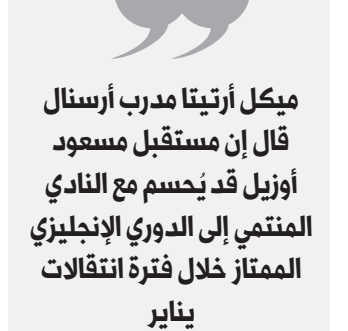 ميكل أرتيتا مدرب أرسنال
قال إن مستقبل مسعود
أوزيل قد يُحسم مع النادي
المنتمي إلى الدوري الإنجليزي
الممتاز خلال فترة انتقالات
يناير